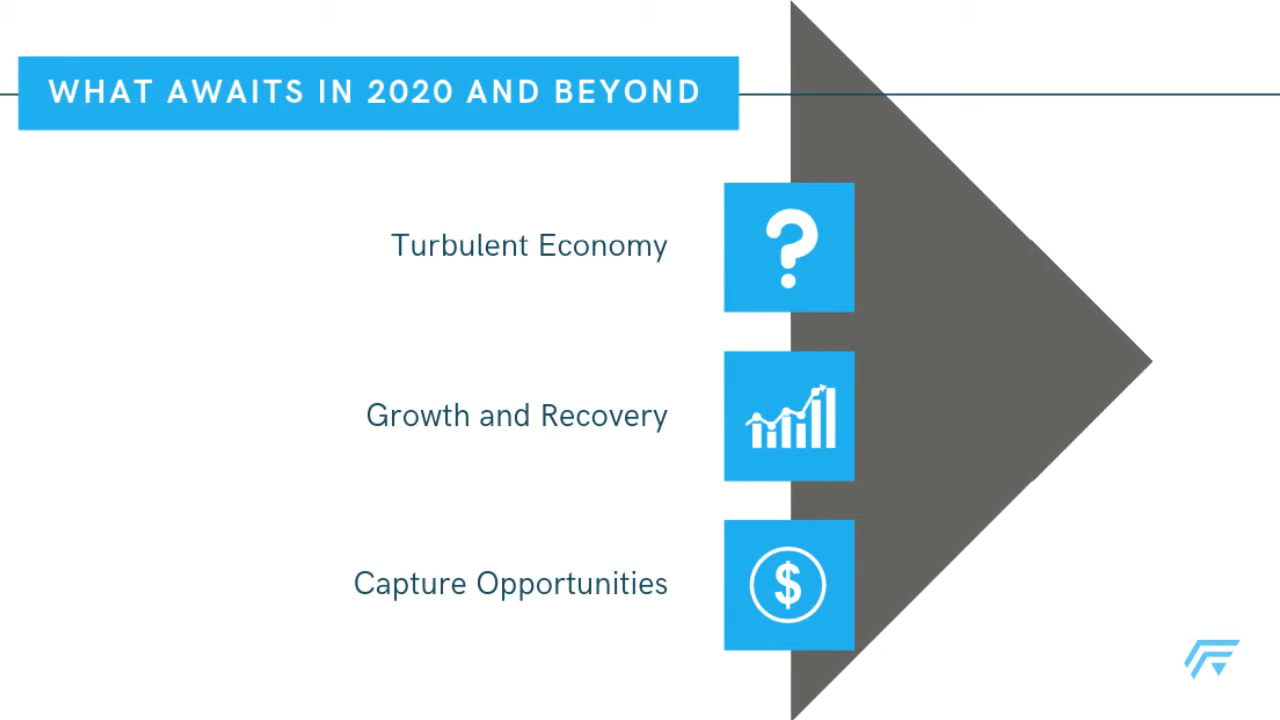 WHAT AWAITS IN 2020 AND BEYOND
Turbulent Economy
?
Growth and Recovery
Capture Opportunities
$